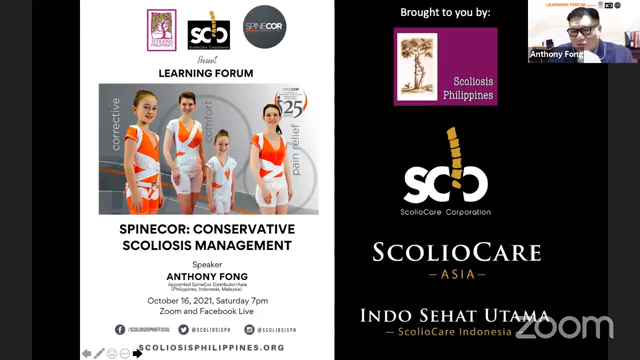 SCOLIOSIS
PHILIPPINES
ScolioCare Corporation
SPINECOR
Present
LEARNING FORUM
corrective
comfort
pain relief
25
SPINECOR: CONSERVATIVE
SCOLIOSIS MANAGEMENT
Speaker
ANTHONY FONG
Appointed SpineCor Distributor/Asia
(Philippines, Indonesia, Malaysia)
October 16, 2021, Saturday 7pm
Zoom and Facebook Live
/SCOLIOSISPHOFFICIAL
@SCOLIOSISPH
@SCOLIOSISPH
SCOLIOSISPHILIPPINES.ORG
Brought to you by:
Scoliosis
Philippines
ScolioCare Corporation
SCOLIOCARE
ASIA
INDO SEHAT UTAMA
ScolioCare Indonesia
zoom
LEARNING FORUM
Anthony Fong